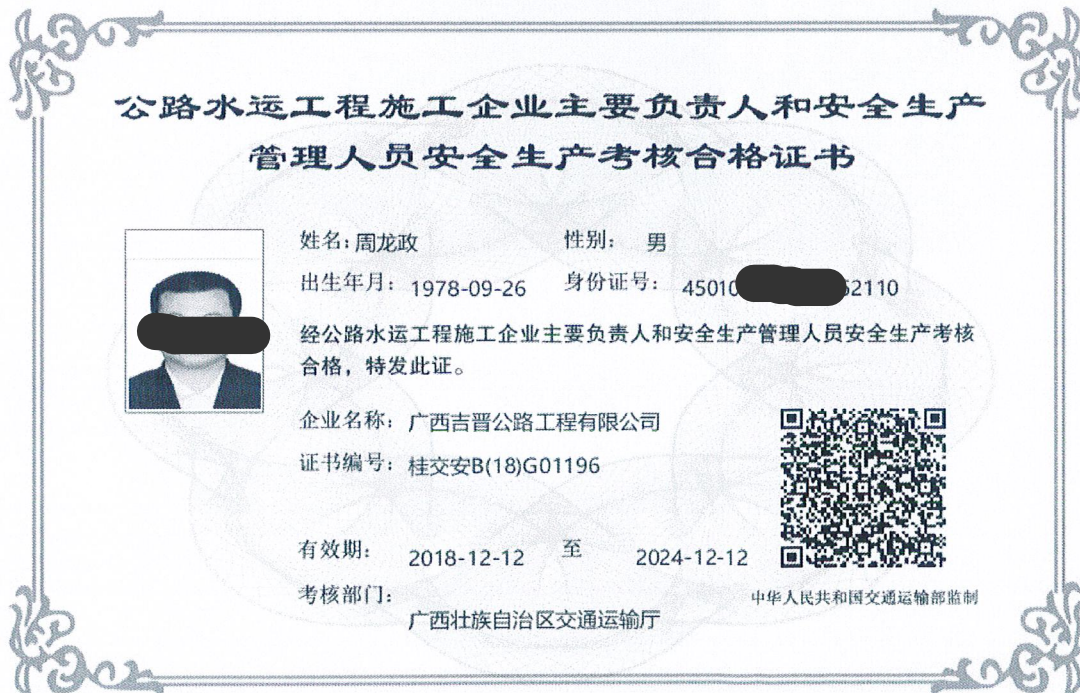 公路水运工程施工企业主要负责人和安全生产
管理人员安全生产考核合格证书
姓名：周龙政 性别： 男
出生年月： 1978-09-26 身份证号： 45010 62110
经公路水运工程施工企业主要负责人和安全生产管理人员安全生产考核
合格，特发此证。
企业名称： 广西吉晋公路工程有限公司
证书编号： 桂交安B(18)G01196
有效期： 2018-12-12 至 2024-12-12
考核部门：
中华人民共和国交通运输部监制
广西壮族自治区交通运输厅